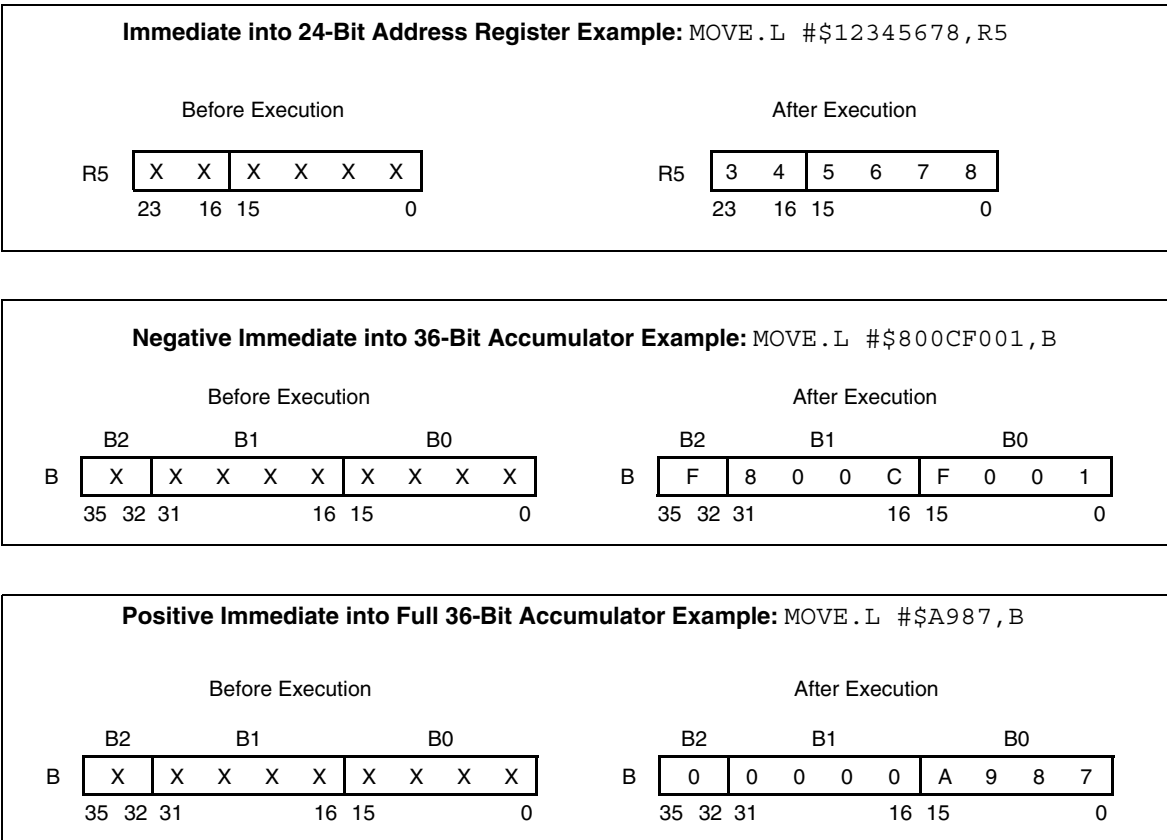 Immediate into 24-Bit Address Register Example: MOVE.L #$12345678,R5
Before Execution After Execution
R5 X X X X X X R5 3 4 5 6 7 8
23 16 15 0 23 16 15 0
Negative Immediate into 36-Bit Accumulator Example: MOVE.L #$800CF001,B
Before Execution After Execution
B2 B1 B0 B2 B1 B0
B X X X X X X X X X B F 8 0 0 C F 0 0 1
35 32 31 16 15 0 35 32 31 16 15 0
Positive Immediate into Full 36-Bit Accumulator Example: MOVE.L #$A987,B
Before Execution After Execution
B2 B1 B0 B2 B1 B0
B X X X X X X X X X B 0 0 0 0 0 A 9 8 7
35 32 31 16 15 0 35 32 31 16 15 0